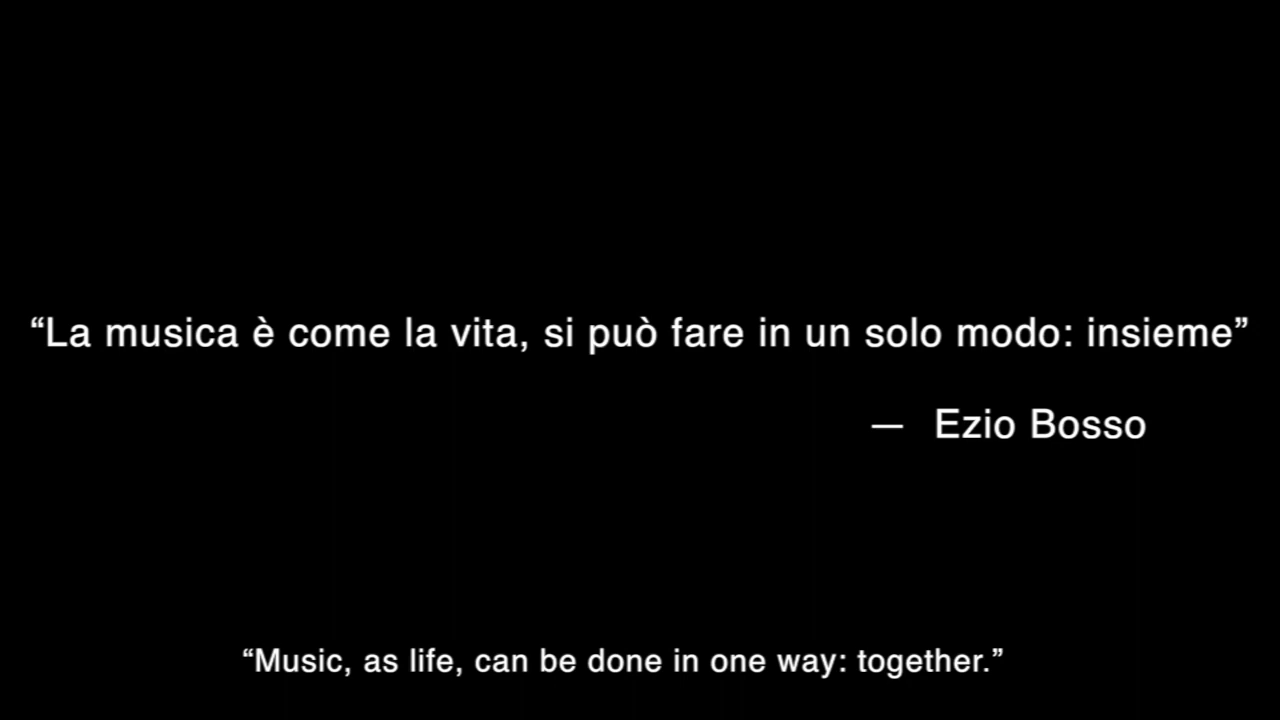 “La musica è come la vita, si può fare in un solo modo: insieme”
— Ezio Bosso
“Music, as life, can be done in one way: together.”